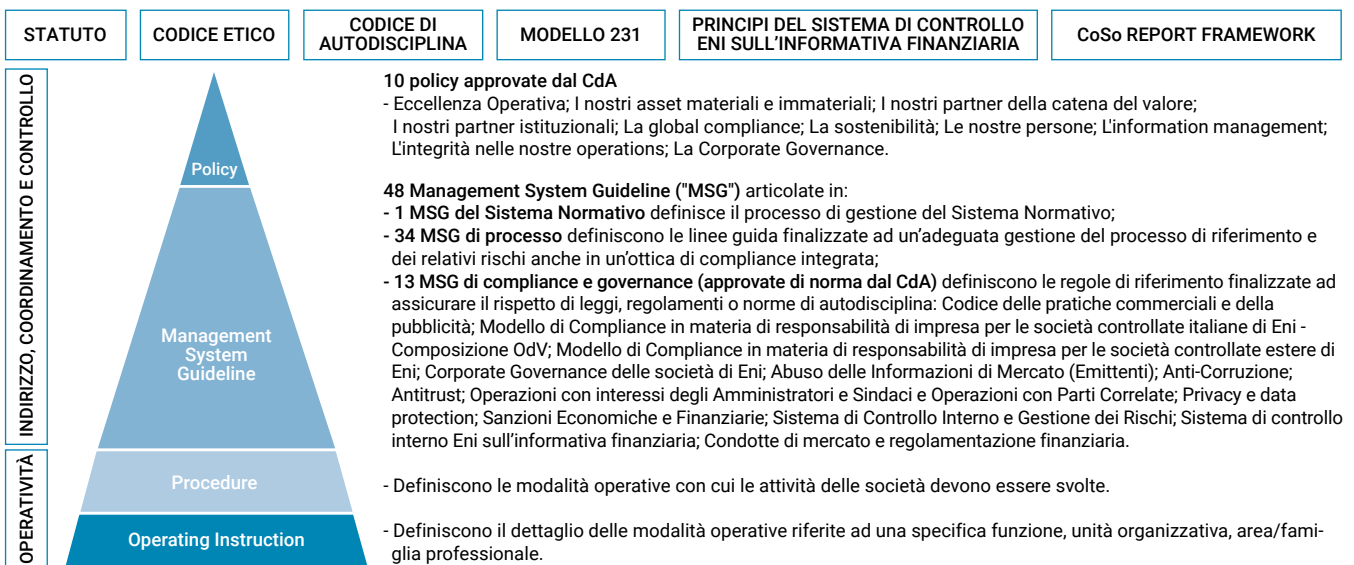 STATUTO
CODICE ETICO
CODICE DI
AUTODISCIPLINA
MODELLO 231
PRINCIPI DEL SISTEMA DI CONTROLLO
ENI SULL'INFORMATIVA FINANZIARIA
CoSo REPORT FRAMEWORK
INDIRIZZO, COORDINAMENTO E CONTROLLO
Policy
10 policy approvate dal CdA
- Eccellenza Operativa; I nostri asset materiali e immateriali; I nostri partner della catena del valore;
I nostri partner istituzionali; La global compliance; La sostenibilità; Le nostre persone; L'information management;
L'integrità nelle nostre operations; La Corporate Governance.
Management
System
Guideline
48 Management System Guideline ("MSG") articolate in:
- 1 MSG del Sistema Normativo definisce il processo di gestione del Sistema Normativo;
- 34 MSG di processo definiscono le linee guida finalizzate ad un'adeguata gestione del processo di riferimento e
dei relativi rischi anche in un'ottica di compliance integrata;
- 13 MSG di compliance e governance (approvate di norma dal CdA) definiscono le regole di riferimento finalizzate ad
assicurare il rispetto di leggi, regolamenti o norme di autodisciplina: Codice delle pratiche commerciali e della
pubblicità; Modello di Compliance in materia di responsabilità di impresa per le società controllate italiane di Eni -
Composizione OdV; Modello di Compliance in materia di responsabilità di impresa per le società controllate estere di
Eni; Corporate Governance delle società di Eni; Abuso delle Informazioni di Mercato (Emittenti); Anti-Corruzione;
Antitrust; Operazioni con interessi degli Amministratori e Sindaci e Operazioni con Parti Correlate; Privacy e data
protection; Sanzioni Economiche e Finanziarie; Sistema di Controllo Interno e Gestione dei Rischi; Sistema di controllo
interno Eni sull'informativa finanziaria; Condotte di mercato e regolamentazione finanziaria.
OPERATIVITÀ
Procedure
- Definiscono le modalità operative con cui le attività delle società devono essere svolte.
Operating Instruction
- Definiscono il dettaglio delle modalità operative riferite ad una specifica funzione, unità organizzativa, area/fami-
glia professionale.